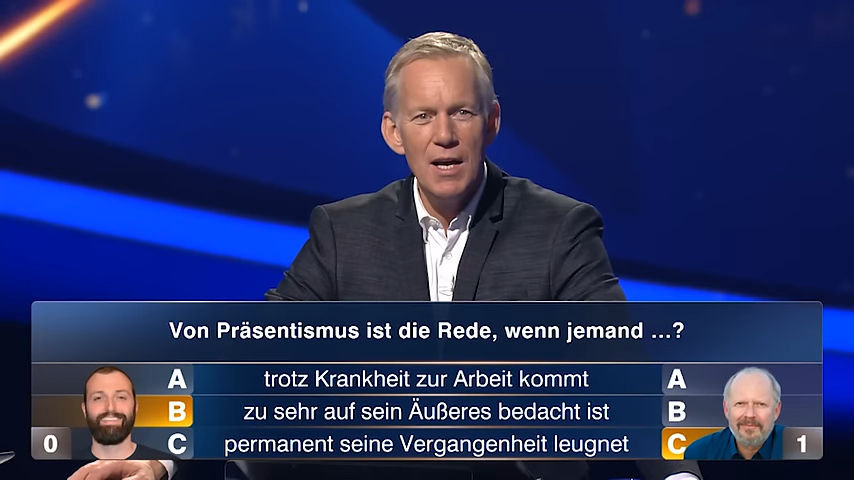 Von Präsentismus ist die Rede, wenn jemand ...?
A trotz Krankheit zur Arbeit kommt A
B zu sehr auf sein Äußeres bedacht ist B
0 C permanent seine Vergangenheit leugnet C 1